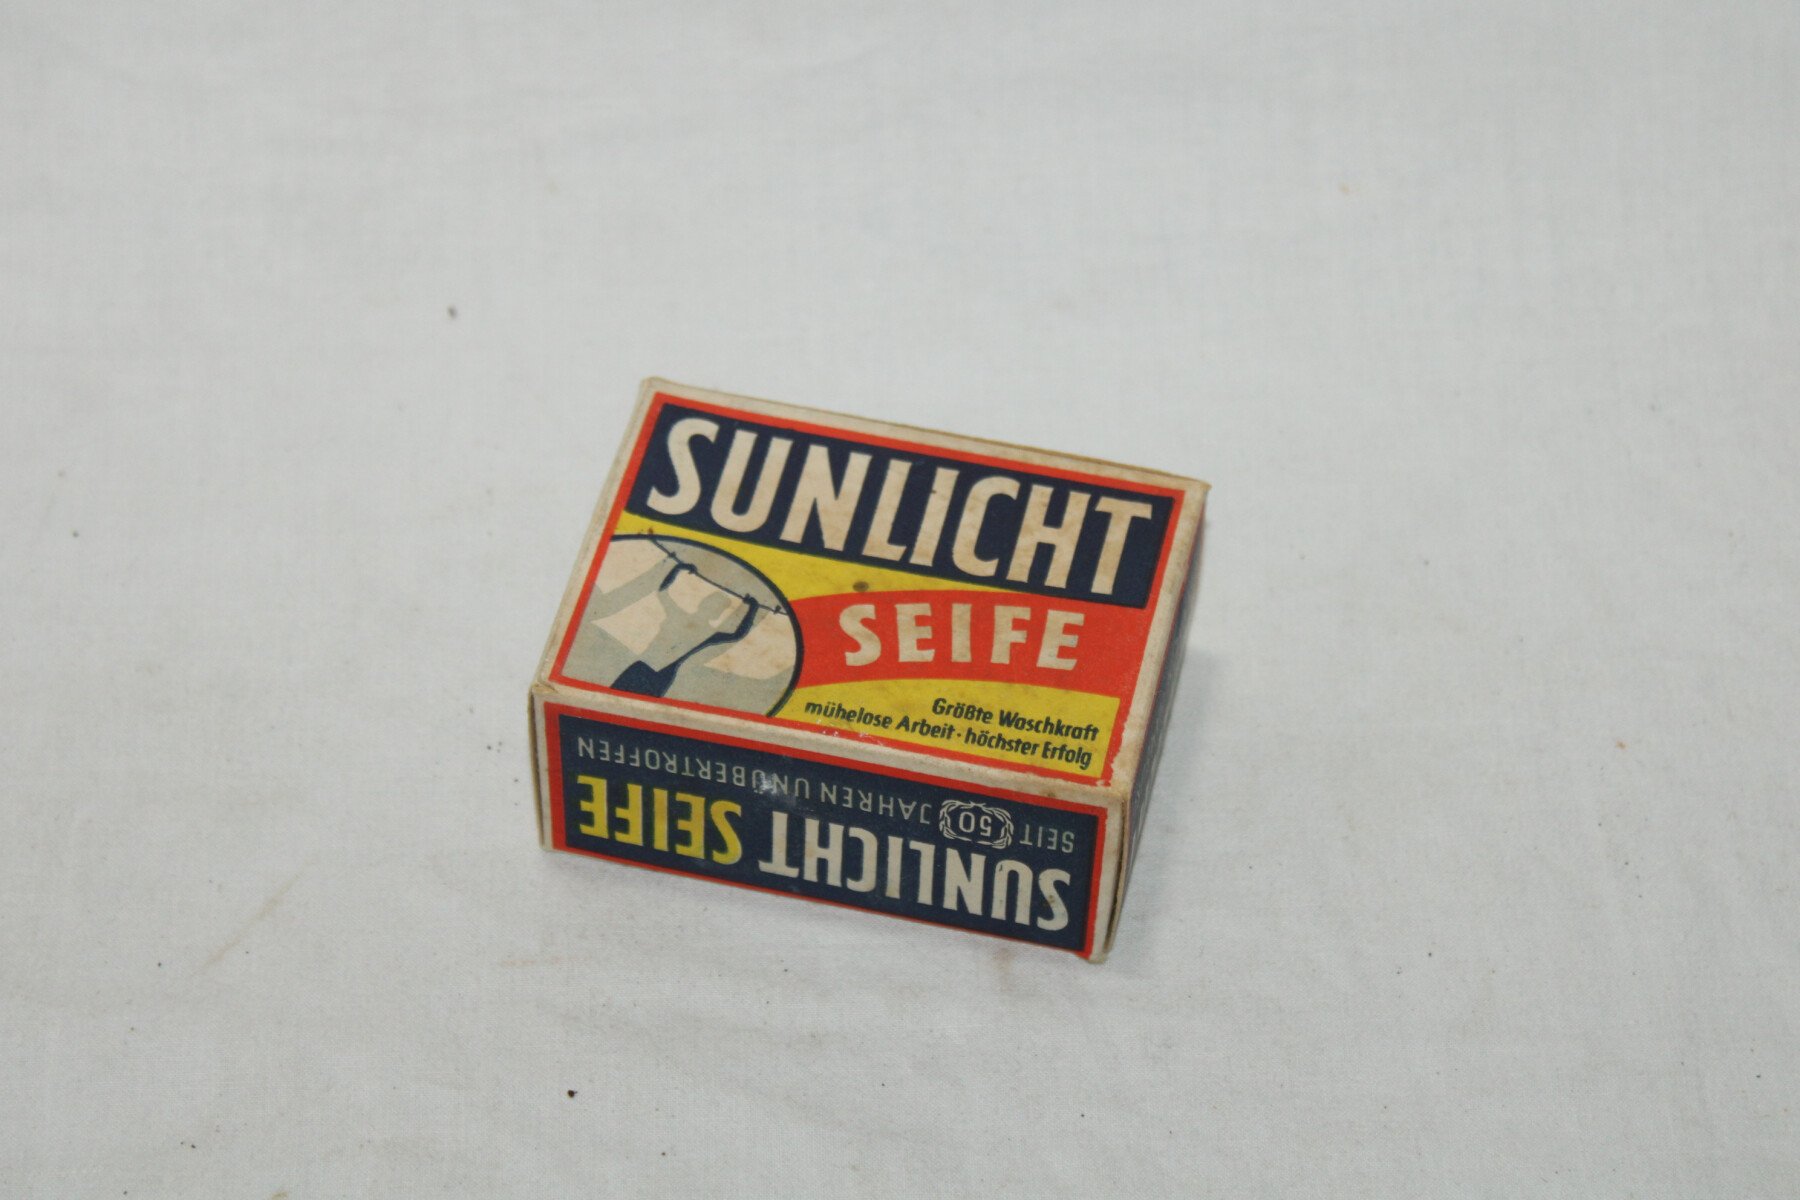 SUNLICHT
SEIFE
Größte Waschkraft
mühelose Arbeit · höchster Erfolg
SUNLICHT SEIFE
SEIT 50 JAHREN UNÜBERTROFFEN